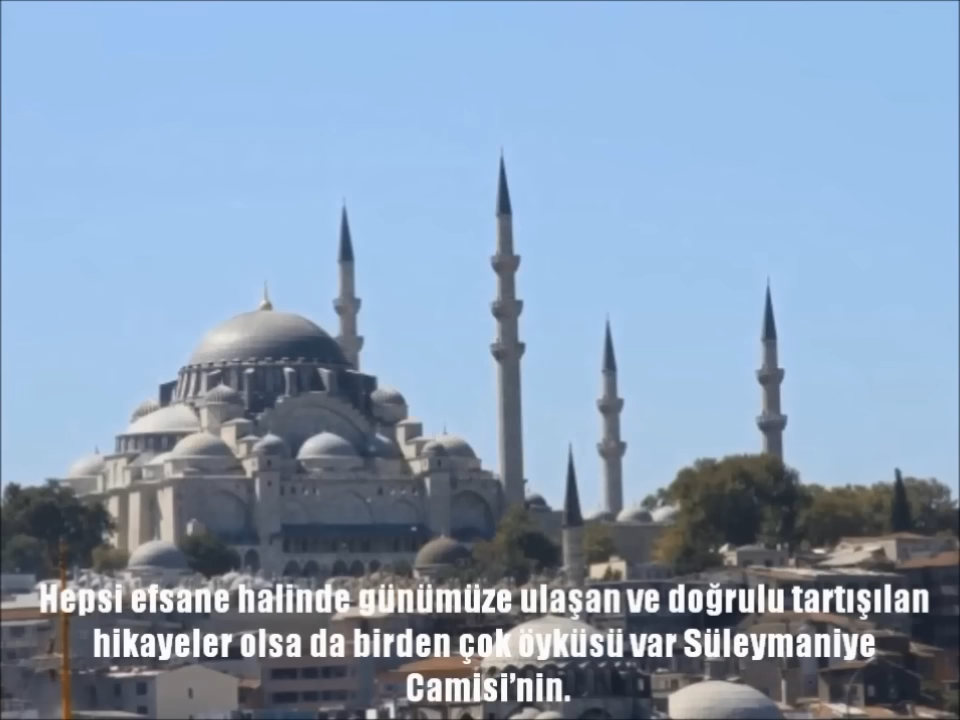 Hepsi efsane halinde günümüze ulaşan ve doğrulu tartışılan
hikayeler olsa da birden çok öyküsü var Süleymaniye
Camisi'nin.